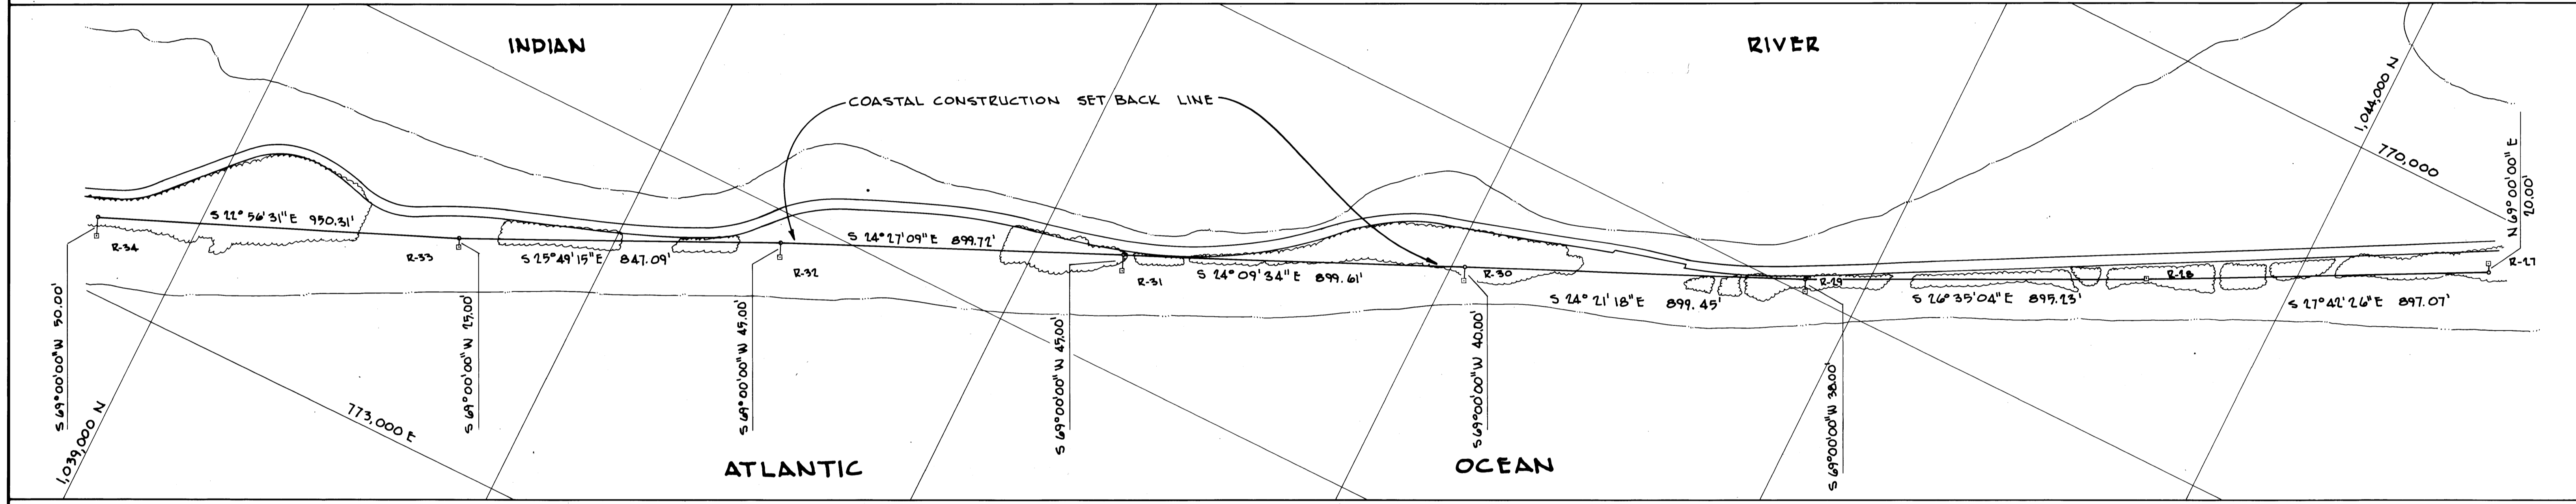 INDIAN
RIVER
COASTAL CONSTRUCTION SET BACK LINE
1,044,000 N
770,000
N 69° 00' 00" E
20.00'
S 22° 56' 31" E 950.31'
R-34
R-33
S 25° 49' 15" E 847.09'
R-32
S 24° 27' 09" E 899.72'
R-31
S 24° 09' 34" E 899.61'
R-30
S 24° 21' 18" E 899.45'
R-29
S 26° 35' 04" E 895.23'
R-28
S 27° 42' 26" E 897.07'
R-27
S 69° 00' 00" W 50.00'
S 69° 00' 00" W 25.00'
S 69° 00' 00" W 45.00'
S 69° 00' 00" W 45.00'
S 69° 00' 00" W 40.00'
S 69° 00' 00" W 38.00'
1,039,000 N
773,000 E
ATLANTIC
OCEAN